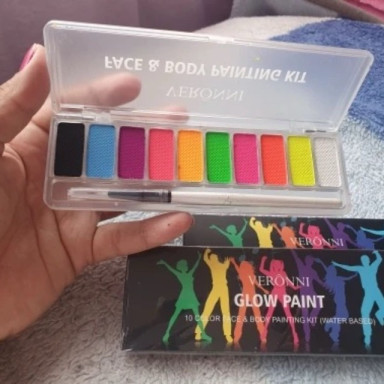 FACE & BODY PAINTING KIT
VERONNI
VERONNI
VERONNI
GLOW PAINT
10 COLOR FACE & BODY PAINTING KIT (WATER BASED)